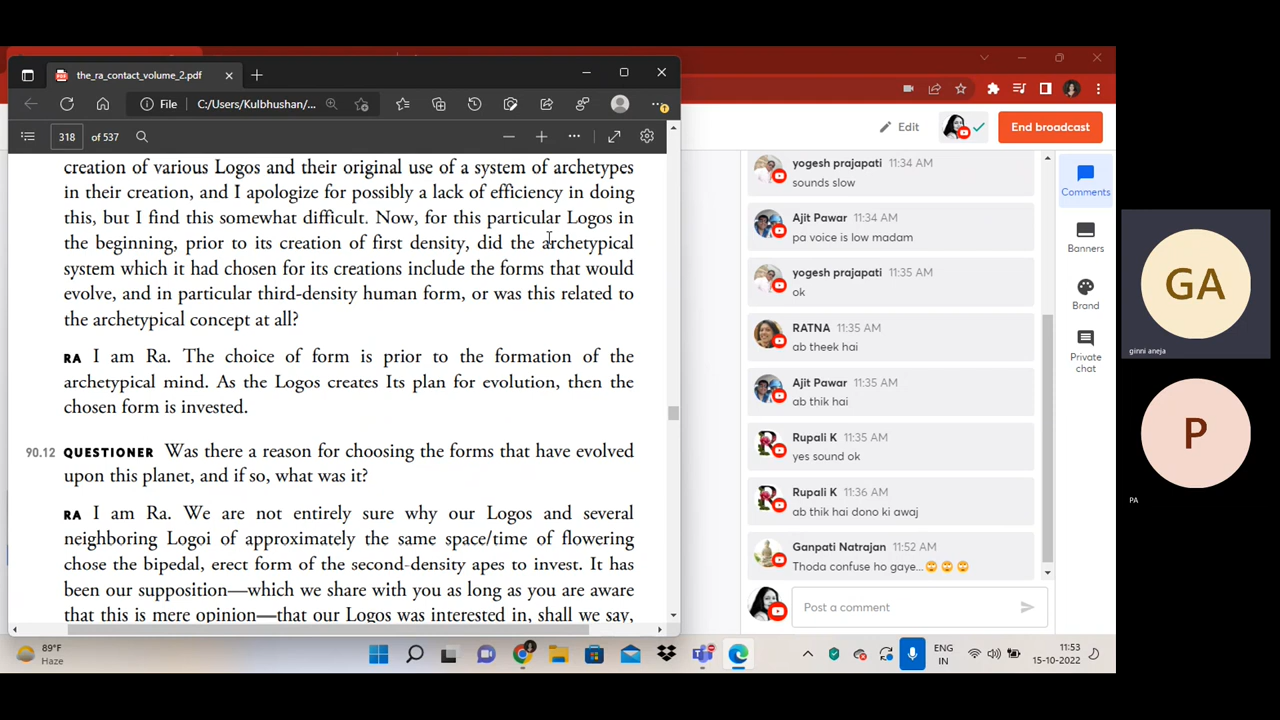 the_ra_contact_volume_2.pdf
File
C:/Users/Kulbhushan/...
318 of 537
creation of various Logos and their original use of a system of archetypes
in their creation, and I apologize for possibly a lack of efficiency in doing
this, but I find this somewhat difficult. Now, for this particular Logos in
the beginning, prior to its creation of first density, did the archetypical
system which it had chosen for its creations include the forms that would
evolve, and in particular third-density human form, or was this related to
the archetypical concept at all?
RA I am Ra. The choice of form is prior to the formation of the
archetypical mind. As the Logos creates Its plan for evolution, then the
chosen form is invested.
90.12 QUESTIONER Was there a reason for choosing the forms that have evolved
upon this planet, and if so, what was it?
RA I am Ra. We are not entirely sure why our Logos and several
neighboring Logoi of approximately the same space/time of flowering
chose the bipedal, erect form of the second-density apes to invest. It has
been our supposition—which we share with you as long as you are aware
that this is mere opinion—that our Logos was interested in, shall we say,
Edit
End broadcast
yogesh prajapati 11:34 AM
sounds slow
Ajit Pawar 11:34 AM
pa voice is low madam
yogesh prajapati 11:35 AM
ok
RATNA 11:35 AM
ab theek hai
Ajit Pawar 11:35 AM
ab thik hai
Rupali K 11:35 AM
yes sound ok
Rupali K 11:36 AM
ab thik hai dono ki awaj
Ganpati Natrajan 11:52 AM
Thoda confuse ho gaye...🙄🙄🙄
Post a comment
Comments
Banners
Brand
Private
chat
GA
ginni aneja
P
PA
89°F
Haze
ENG
IN
11:53
15-10-2022